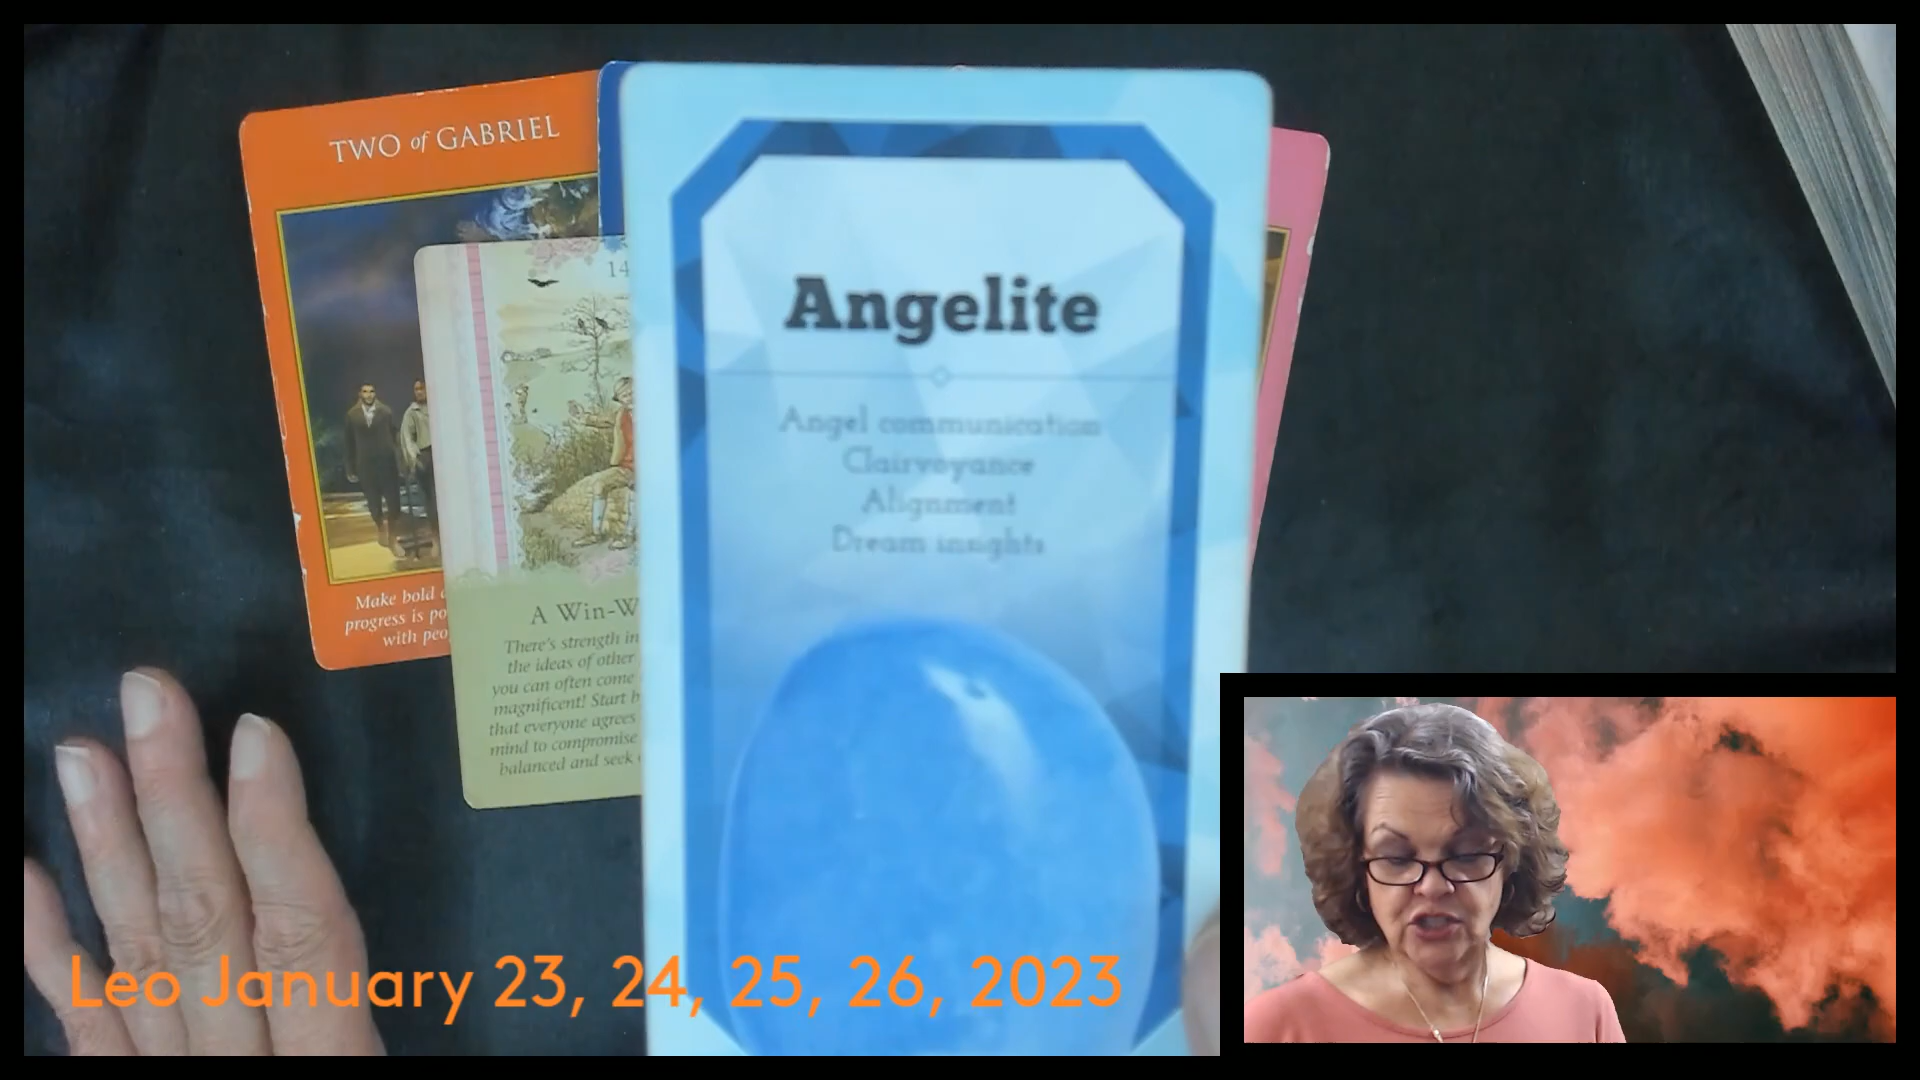 TWO of GABRIEL
14
Make bold
progress is po
with peo
A Win-W
There's strength in
the ideas of other
you can often come
magnificent! Start b
that everyone agrees
mind to compromise
balanced and seek
Angelite
Angel communication
Clairvoyance
Alignment
Dream insights
Leo January 23, 24, 25, 26, 2023